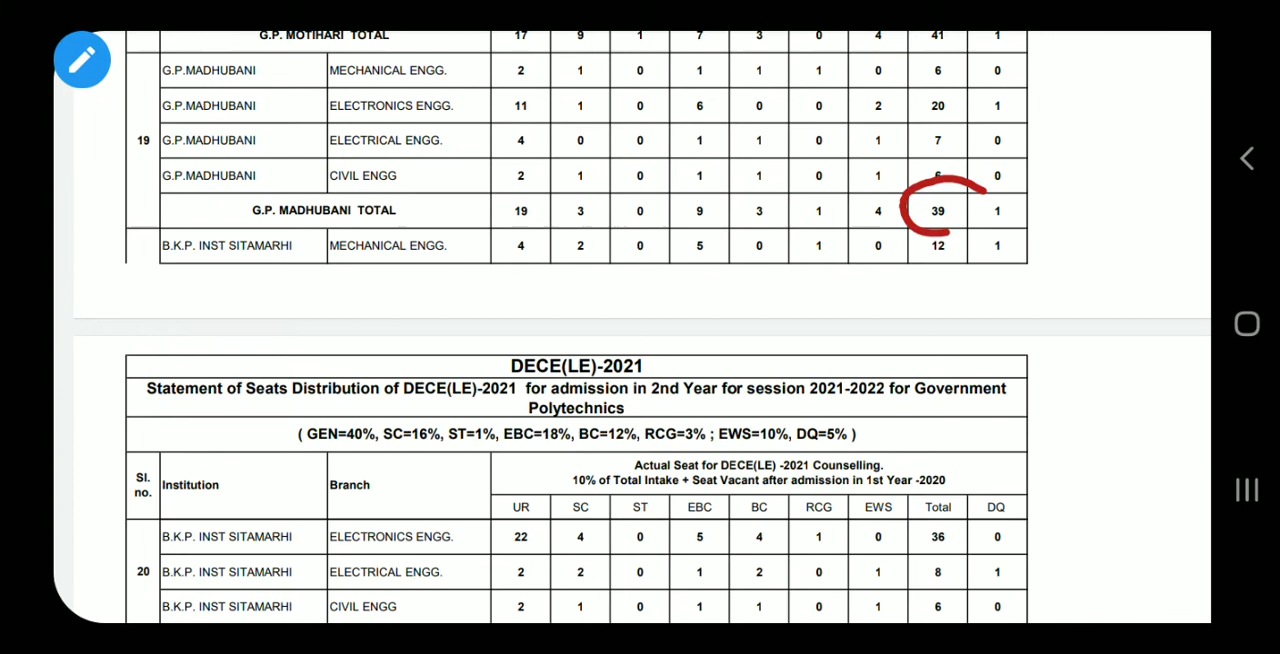 G.P. MOTIHARI TOTAL 17 9 1 7 3 0 4 41 1
G.P.MADHUBANI MECHANICAL ENGG. 2 1 0 1 1 1 0 6 0
G.P.MADHUBANI ELECTRONICS ENGG. 11 1 0 6 0 0 2 20 1
19 G.P.MADHUBANI ELECTRICAL ENGG. 4 0 0 1 1 0 1 7 0
G.P.MADHUBANI CIVIL ENGG 2 1 0 1 1 0 1 6 0
G.P. MADHUBANI TOTAL 19 3 0 9 3 1 4 39 1
B.K.P. INST SITAMARHI MECHANICAL ENGG. 4 2 0 5 0 1 0 12 1
DECE(LE)-2021
Statement of Seats Distribution of DECE(LE)-2021 for admission in 2nd Year for session 2021-2022 for Government
Polytechnics
( GEN=40%, SC=16%, ST=1%, EBC=18%, BC=12%, RCG=3% ; EWS=10%, DQ=5% )
Sl. no. Institution Branch
Actual Seat for DECE(LE) -2021 Counselling.
10% of Total Intake + Seat Vacant after admission in 1st Year -2020
UR SC ST EBC BC RCG EWS Total DQ
B.K.P. INST SITAMARHI ELECTRONICS ENGG. 22 4 0 5 4 1 0 36 0
20 B.K.P. INST SITAMARHI ELECTRICAL ENGG. 2 2 0 1 2 0 1 8 1
B.K.P. INST SITAMARHI CIVIL ENGG 2 1 0 1 1 0 1 6 0